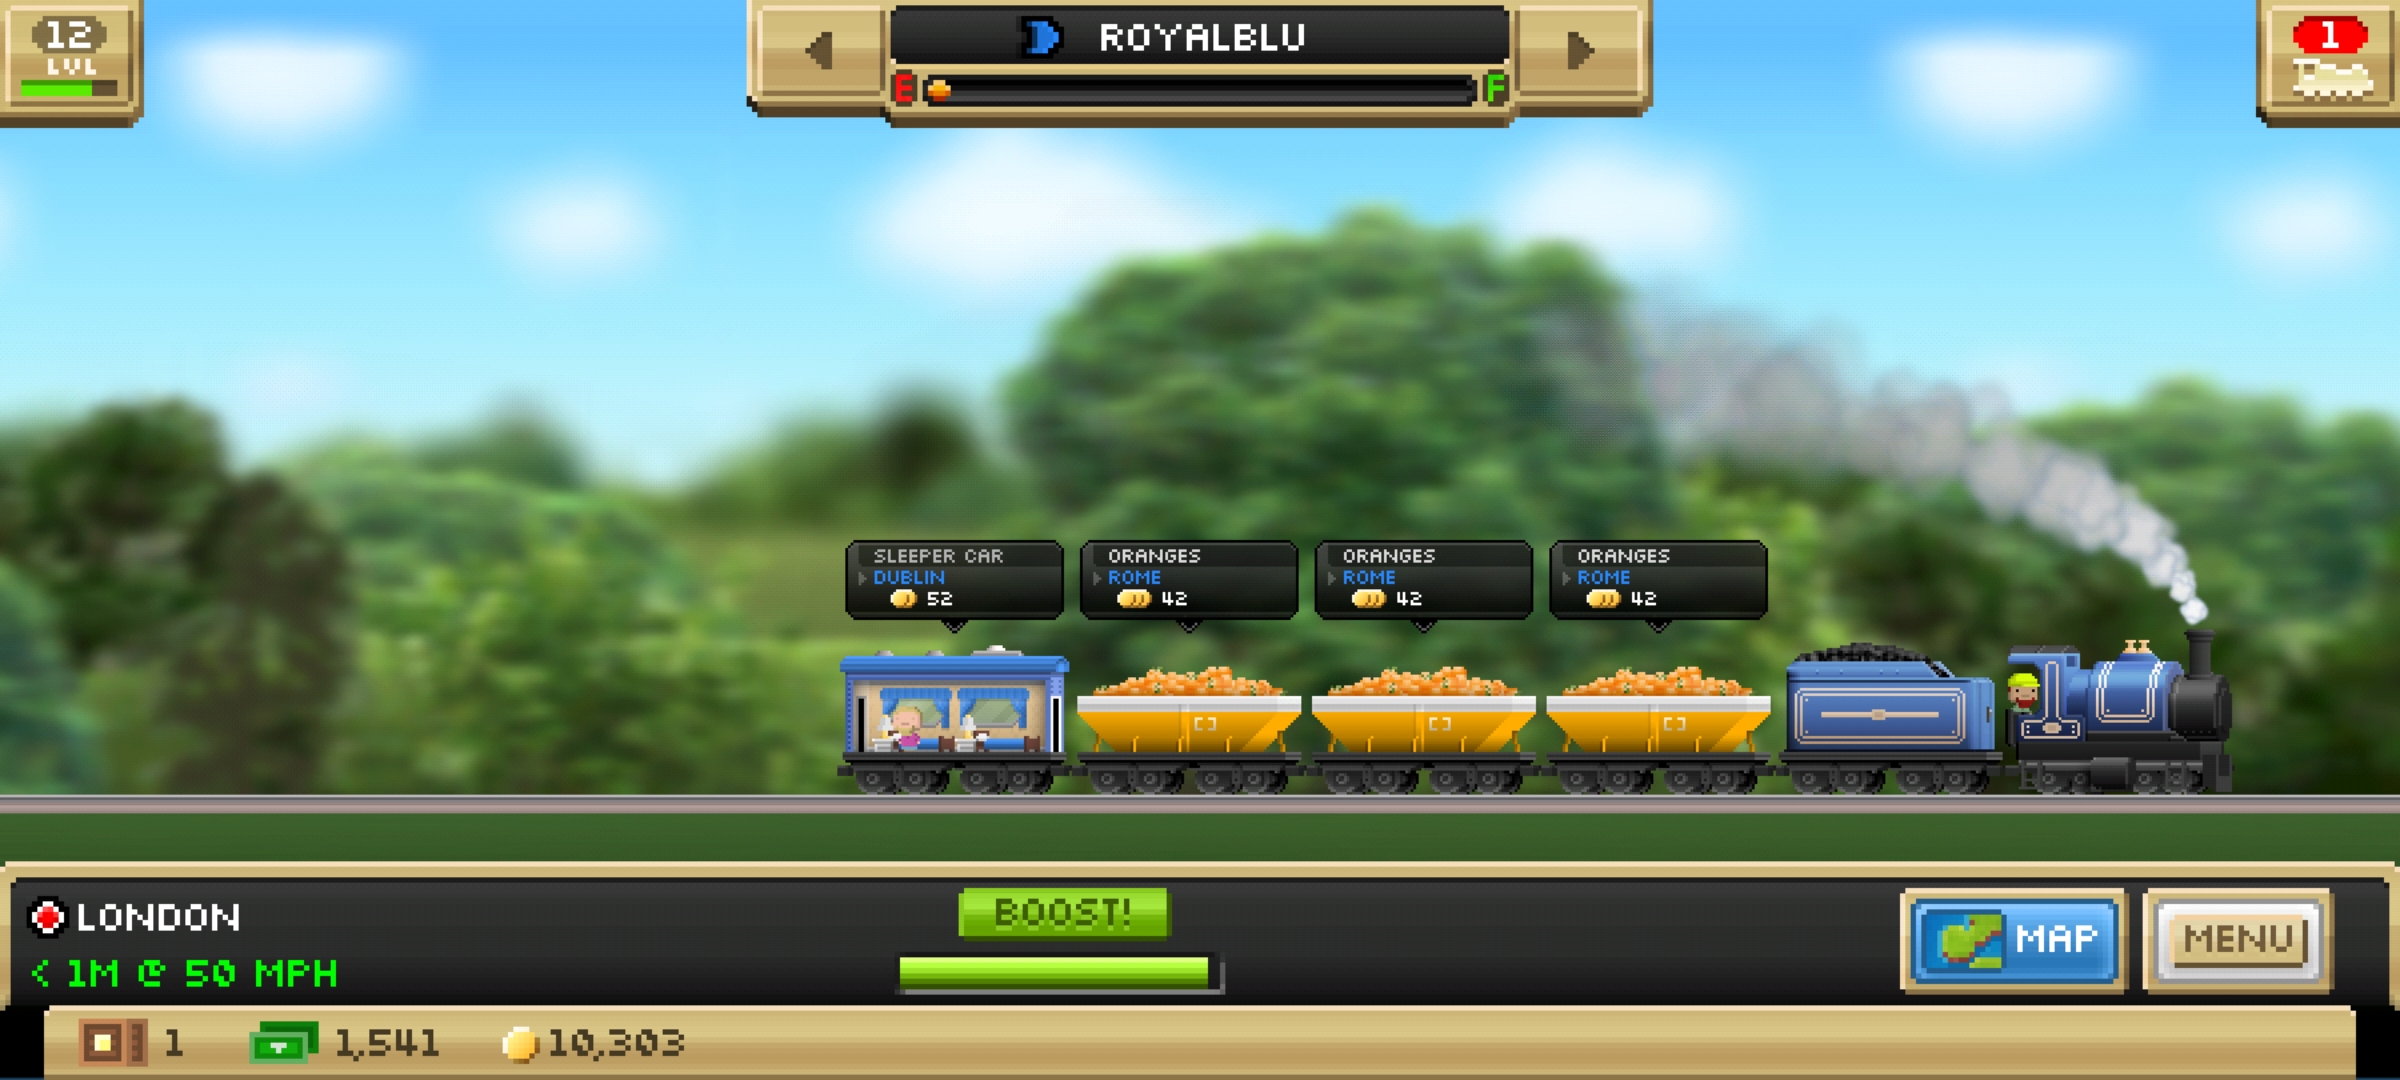 12
LVL
ROYALBLU
E F
1
SLEEPER CAR
DUBLIN
52
ORANGES
ROME
42
ORANGES
ROME
42
ORANGES
ROME
42
LONDON
< 1M @ 50 MPH
BOOST!
MAP
MENU
1
1,541
10,303